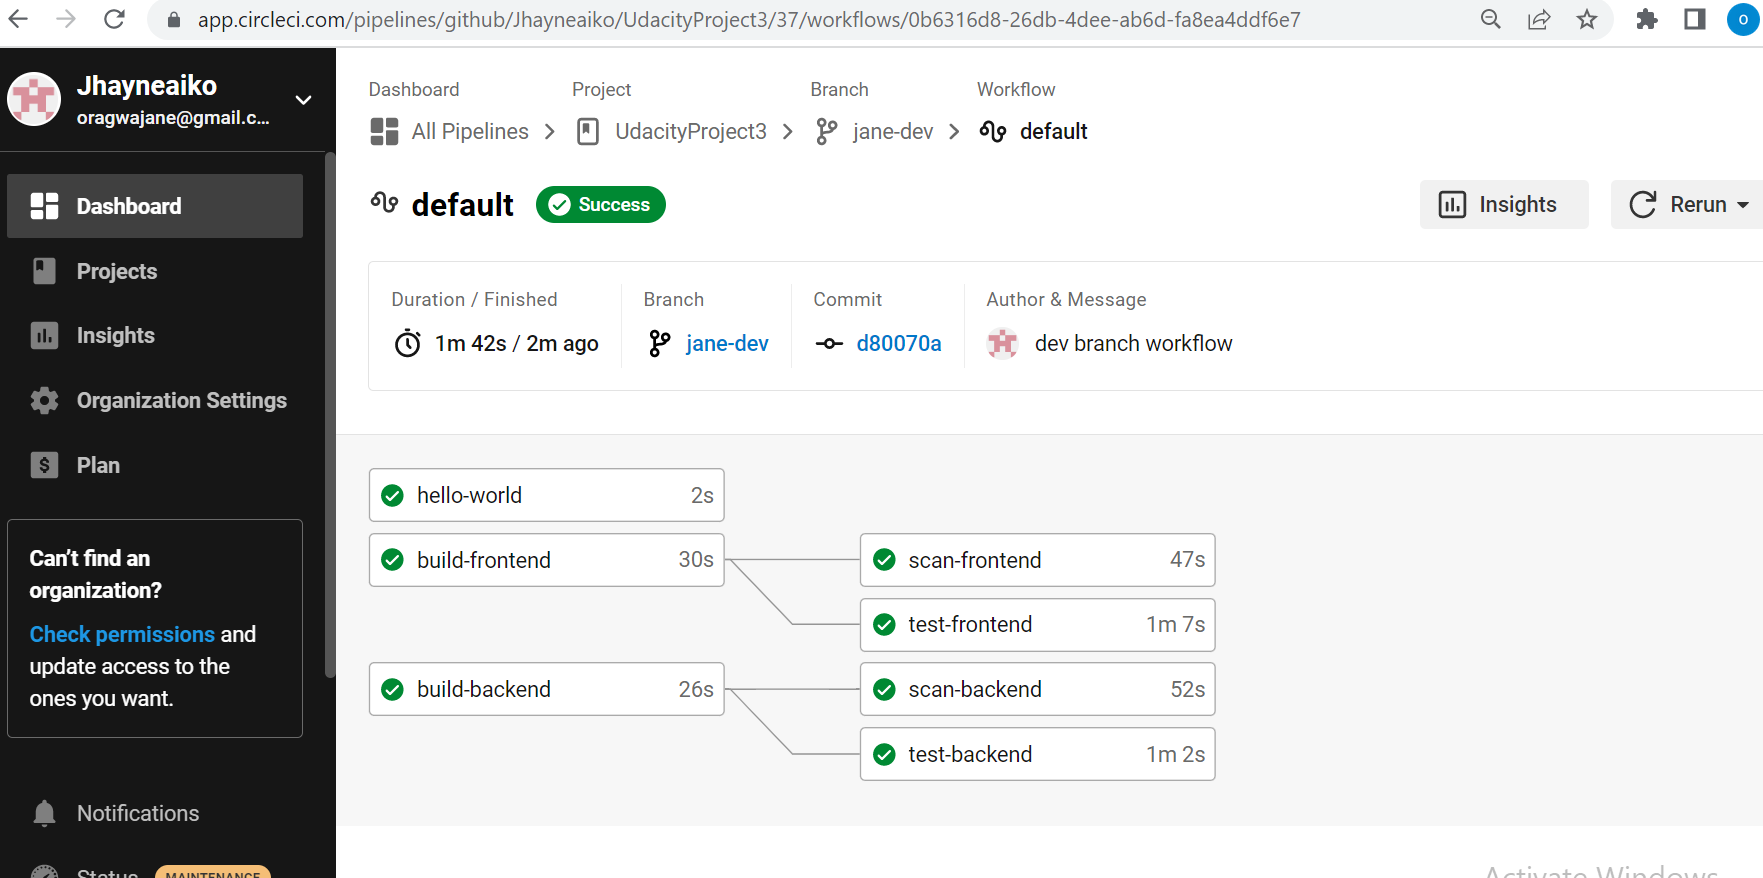 app.circleci.com/pipelines/github/Jhayneaiko/UdacityProject3/37/workflows/0b6316d8-26db-4dee-ab6d-fa8ea4ddf6e7
o
Jhayneaiko
oragwajane@gmail.c...
Dashboard
Projects
Insights
Organization Settings
Plan
Can't find an
organization?
Check permissions and
update access to the
ones you want.
Notifications
Status MAINTENANCE
Dashboard Project Branch Workflow
All Pipelines UdacityProject3 jane-dev default
default Success Insights Rerun
Duration / Finished Branch Commit Author & Message
1m 42s / 2m ago jane-dev d80070a dev branch workflow
hello-world 2s
build-frontend 30s scan-frontend 47s
test-frontend 1m 7s
build-backend 26s scan-backend 52s
test-backend 1m 2s
Activate Windows